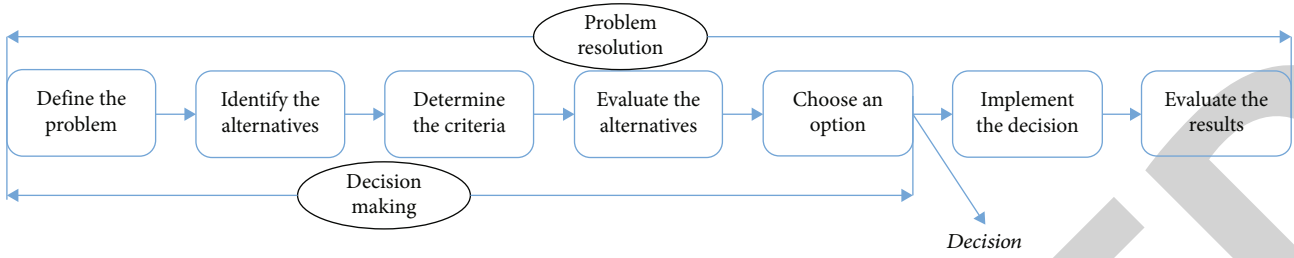 Problem
resolution
Define the
problem
Identify the
alternatives
Determine
the criteria
Evaluate the
alternatives
Choose an
option
Implement
the decision
Evaluate the
results
Decision
making
Decision